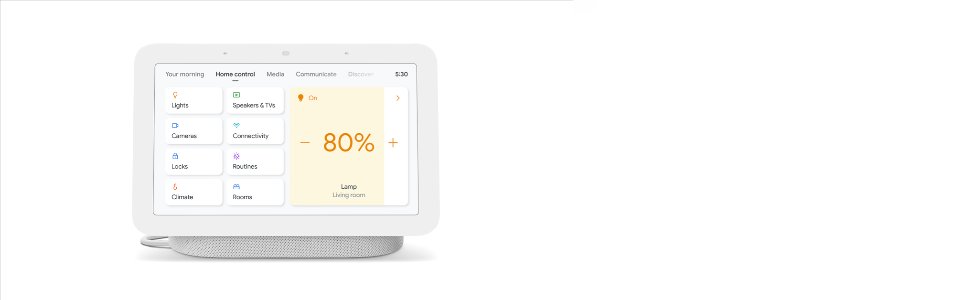 Your morning Home control Media Communicate Discover 5:30
Lights
Speakers & TVs
Cameras
Connectivity
Locks
Routines
Climate
Rooms
On
− 80% +
Lamp
Living room